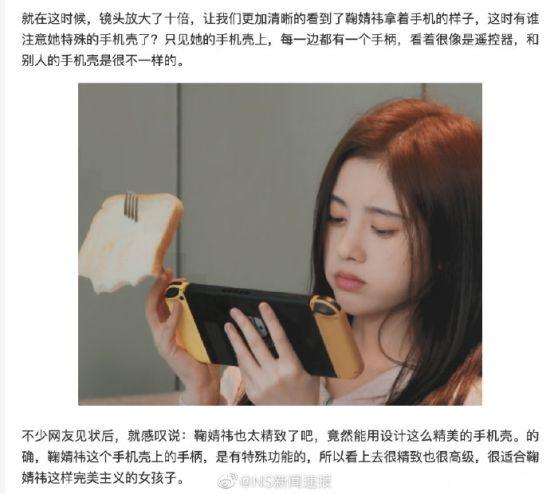 就在这时候，镜头放大了十倍，让我们更加清晰的看到了鞠婧祎拿着手机的样子，这时有谁
注意她特殊的手机壳了？只见她的手机壳上，每一边都有一个手柄，看着很像是遥控器，和
别人的手机壳是很不一样的。
不少网友见状后，就感叹说：鞠婧祎也太精致了吧，竟然能用设计这么精美的手机壳。的
确，鞠婧祎这个手机壳上的手柄，是有特殊功能的，所以看上去很精致也很高级，很适合鞠
婧祎这样完美主义的女孩子。
@NS新闻速报